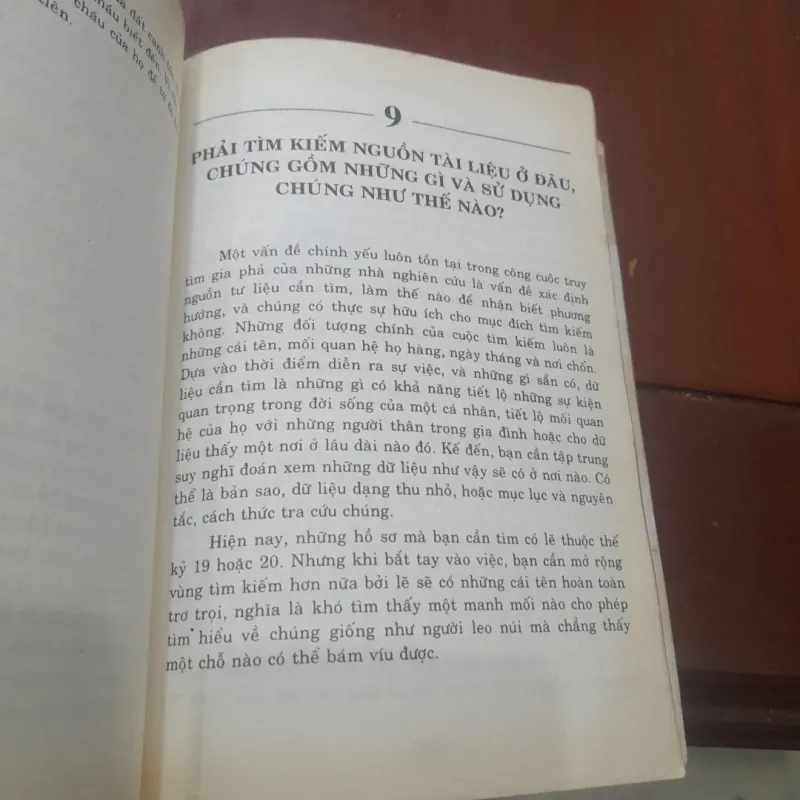 đất canh
cháu biết đến
cháu của họ để
tiên.
9
PHẢI TÌM KIẾM NGUỒN TÀI LIỆU Ở ĐÂU,
CHÚNG GỒM NHỮNG GÌ VÀ SỬ DỤNG
CHÚNG NHƯ THẾ NÀO?
Một vấn đề chính yếu luôn tồn tại trong công cuộc truy
tìm gia phả của những nhà nghiên cứu là vấn đề xác định
nguồn tư liệu cần tìm, làm thế nào để nhận biết phương
hướng, và chúng có thực sự hữu ích cho mục đích tìm kiếm
không. Những đối tượng chính của cuộc tìm kiếm luôn là
những cái tên, mối quan hệ họ hàng, ngày tháng và nơi chốn.
Dựa vào thời điểm diễn ra sự việc, và những gì sẵn có, dữ
liệu cần tìm là những gì có khả năng tiết lộ những sự kiện
quan trọng trong đời sống của một cá nhân, tiết lộ mối quan
hệ của họ với những người thân trong gia đình hoặc cho dữ
liệu thấy một nơi ở lâu dài nào đó. Kế đến, bạn cần tập trung
suy nghĩ đoán xem những dữ liệu như vậy sẽ có ở nơi nào. Có
thể là bản sao, dữ liệu dạng thu nhỏ, hoặc mục lục và nguyên
tắc, cách thức tra cứu chúng.
Hiện nay, những hồ sơ mà bạn cần tìm có lẽ thuộc thế
kỷ 19 hoặc 20. Nhưng khi bắt tay vào việc, bạn cần mở rộng
vùng tìm kiếm hơn nữa bởi lẽ sẽ có những cái tên hoàn toàn
trơ trọi, nghĩa là khó tìm thấy một manh mối nào cho phép
tìm hiểu về chúng giống như người leo núi mà chẳng thấy
một chỗ nào có thể bám víu được.